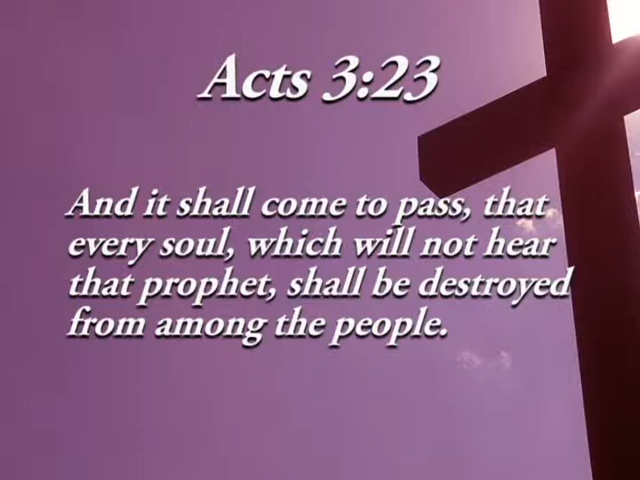 Acts 3:23
And it shall come to pass, that
every soul, which will not hear
that prophet, shall be destroyed
from among the people.